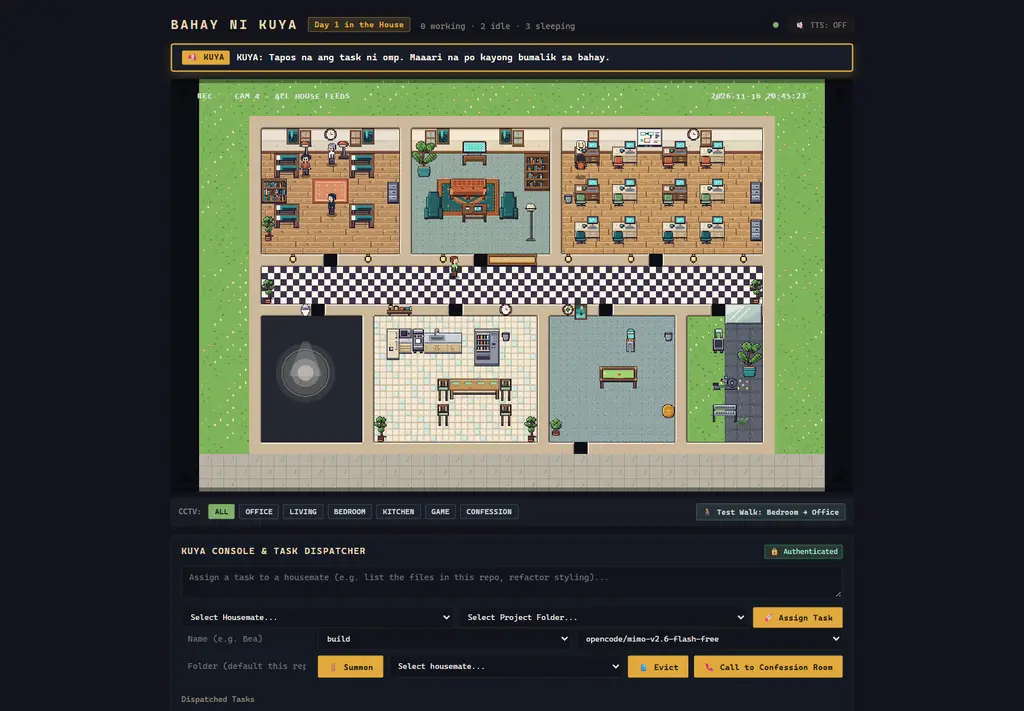 BAHAY NI KUYA
Day 1 in the House
0 working · 2 idle · 3 sleeping
TTS: OFF
KUYA
KUYA: Tapos na ang task ni omp. Maaari na po kayong bumalik sa bahay.
REC CAM 4 - ALL HOUSE FEEDS
2026-11-16 20:45:23
CCTV:
ALL
OFFICE
LIVING
BEDROOM
KITCHEN
GAME
CONFESSION
Test Walk: Bedroom → Office
KUYA CONSOLE & TASK DISPATCHER
Authenticated
Assign a task to a housemate (e.g. list the files in this repo, refactor styling)...
Select Housemate...
Select Project Folder...
Assign Task
Name (e.g. Bea)
build
opencode/mimo-v2.6-flash-free
Folder (default this rep
Summon
Select housemate...
Evict
Call to Confession Room
Dispatched Tasks